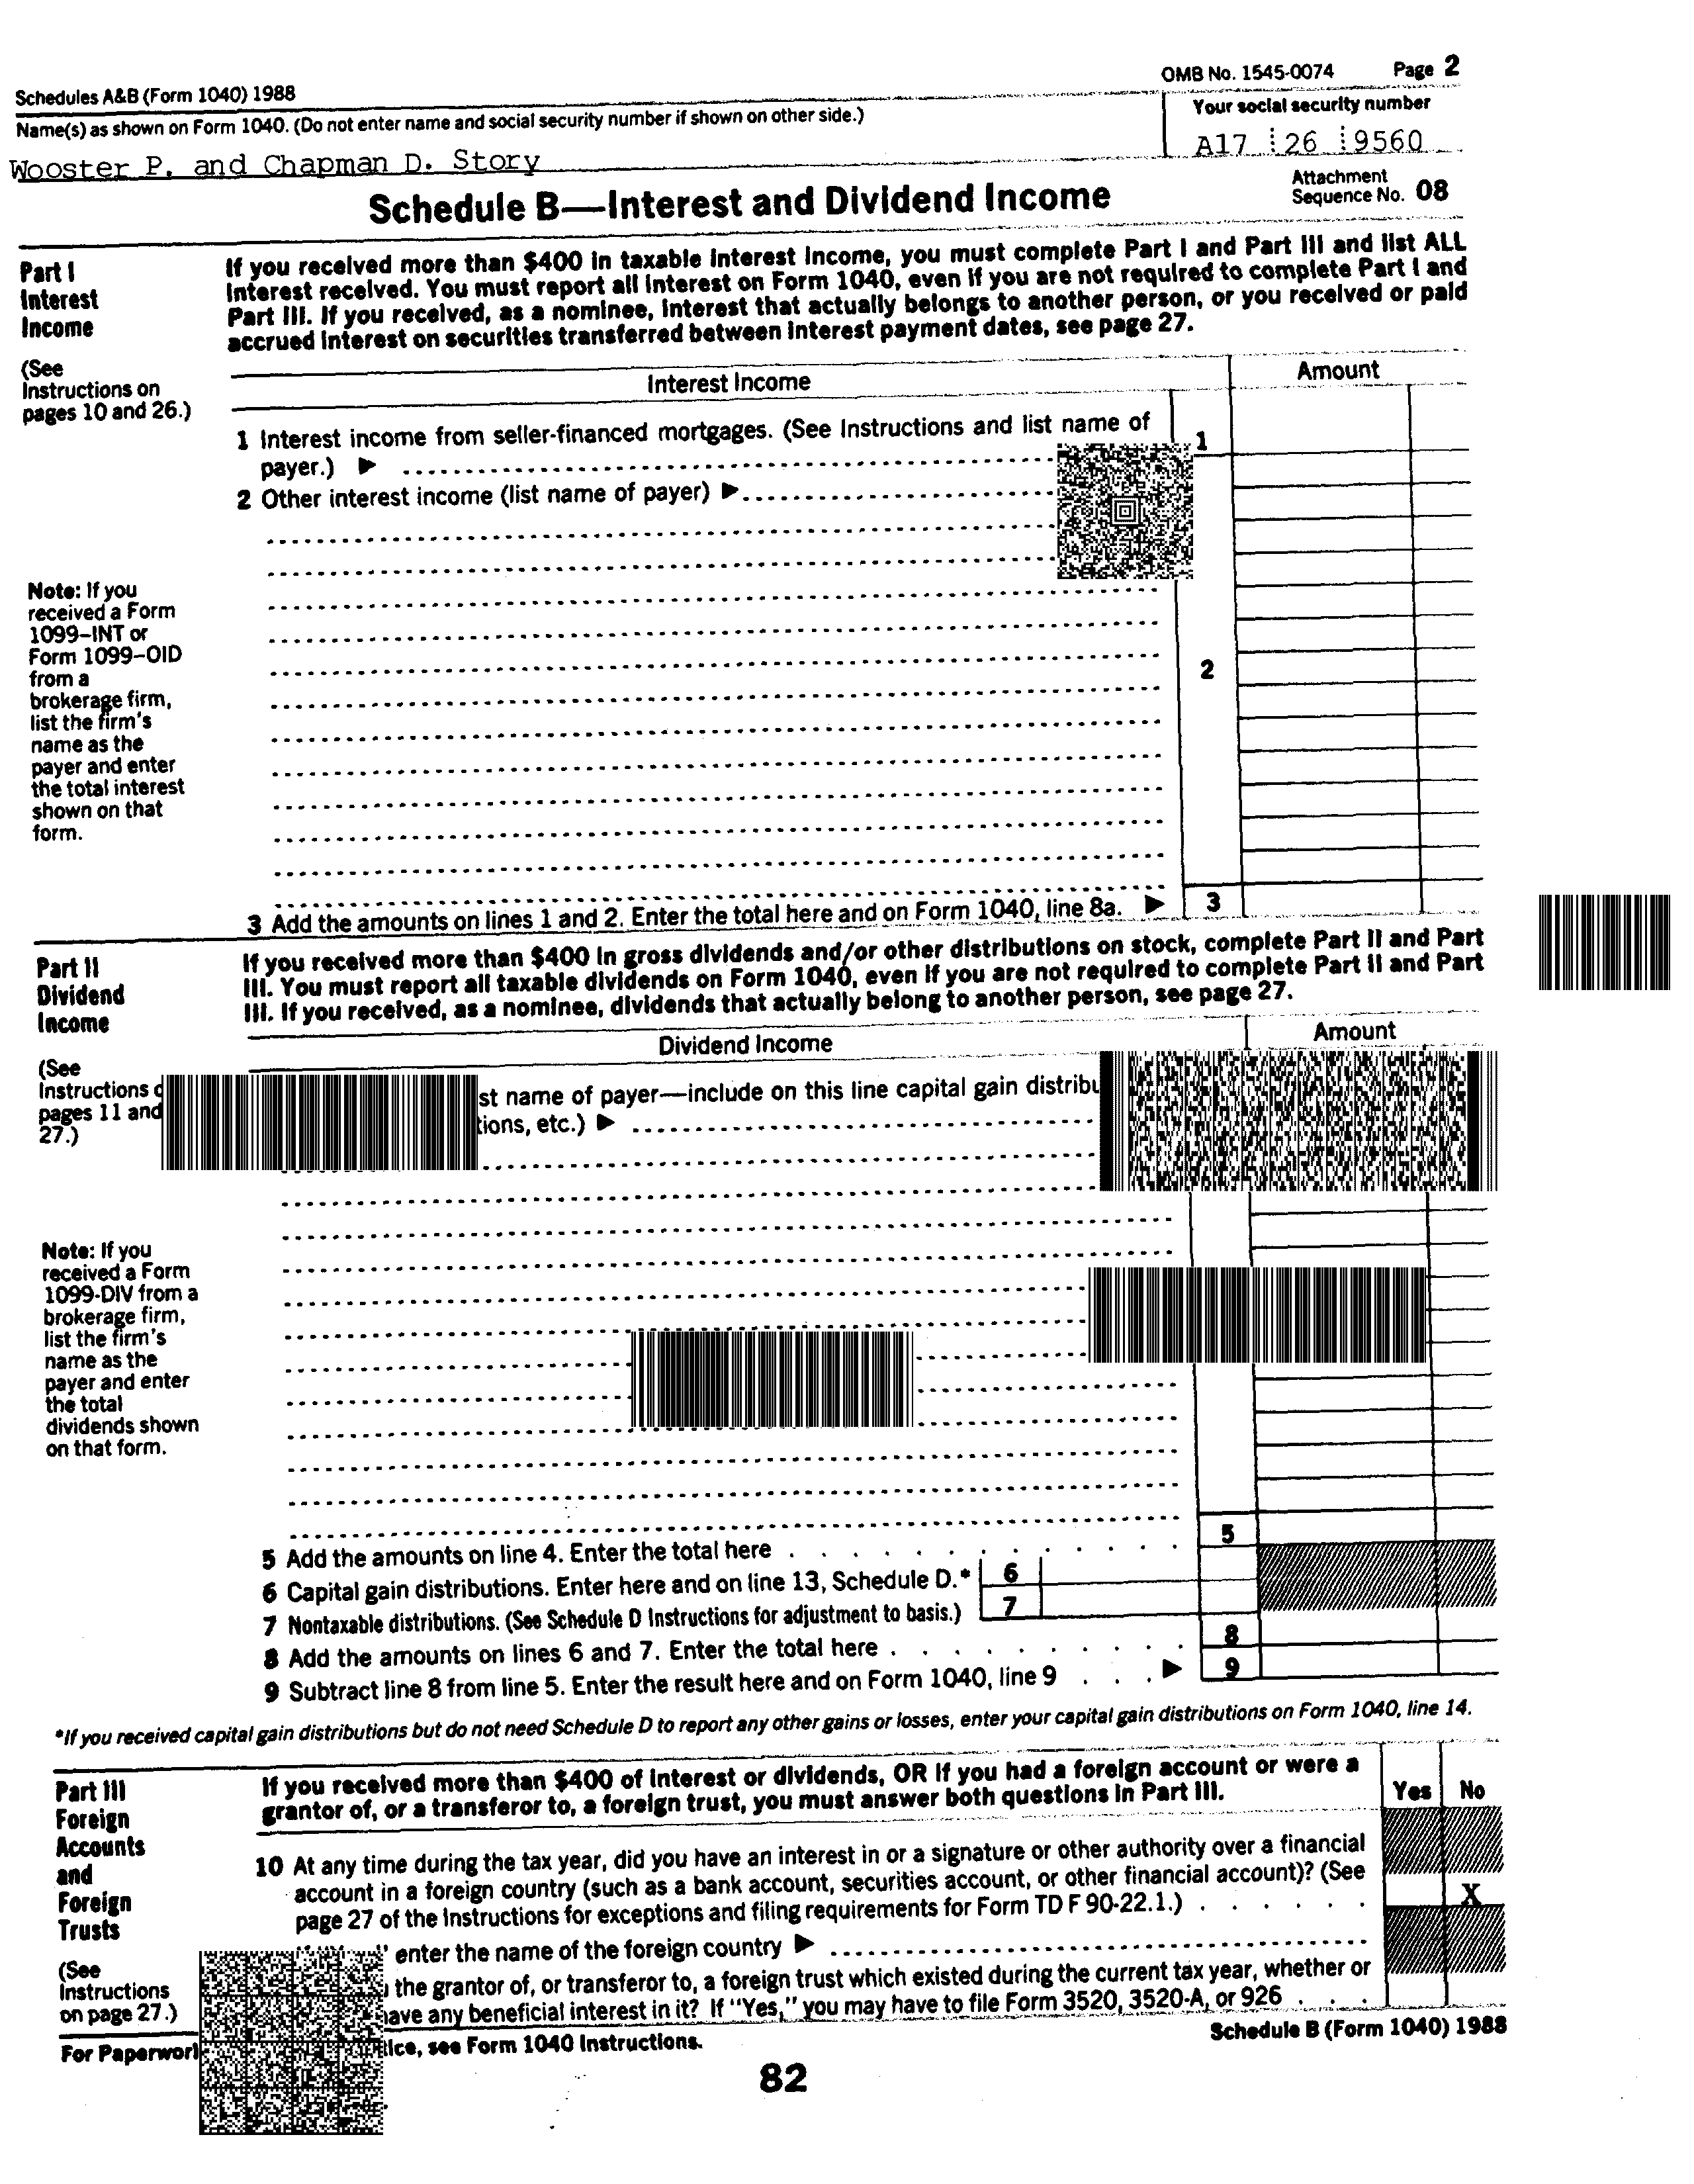 Schedules A&B (Form 1040) 1988
OMB No. 1545-0074 Page 2
Name(s) as shown on Form 1040. (Do not enter name and social security number if shown on other side.)
Your social security number
Wooster P. and Chapman D. Story
A17 26 9560
Schedule B—Interest and Dividend Income
Attachment
Sequence No. 08
Part I
Interest
Income
(See
Instructions on
pages 10 and 26.)
If you received more than $400 in taxable interest income, you must complete Part I and Part III and list ALL
interest received. You must report all interest on Form 1040, even if you are not required to complete Part I and
Part III. If you received, as a nominee, interest that actually belongs to another person, or you received or paid
accrued interest on securities transferred between interest payment dates, see page 27.
Interest Income
Amount
1 Interest income from seller-financed mortgages. (See Instructions and list name of
payer.) ▶
1
2 Other interest income (list name of payer) ▶
Note: If you
received a Form
1099–INT or
Form 1099–OID
from a
brokerage firm,
list the firm's
name as the
payer and enter
the total interest
shown on that
form.
2
3 Add the amounts on lines 1 and 2. Enter the total here and on Form 1040, line 8a. ▶ 3
Part II
Dividend
Income
(See
Instructions
pages 11 and
27.)
If you received more than $400 in gross dividends and/or other distributions on stock, complete Part II and Part
III. You must report all taxable dividends on Form 1040, even if you are not required to complete Part II and Part
III. If you received, as a nominee, dividends that actually belong to another person, see page 27.
Dividend Income
Amount
name of payer—include on this line capital gain
etc.) ▶
Note: If you
received a Form
1099-DIV from a
brokerage firm,
list the firm's
name as the
payer and enter
the total
dividends shown
on that form.
5 Add the amounts on line 4. Enter the total here . . . . . . . . . . . 5
6 Capital gain distributions. Enter here and on line 13, Schedule D.* 6
7 Nontaxable distributions. (See Schedule D Instructions for adjustment to basis.) 7
8 Add the amounts on lines 6 and 7. Enter the total here . . . . . . . . . 8
9 Subtract line 8 from line 5. Enter the result here and on Form 1040, line 9 . . . ▶ 9
*If you received capital gain distributions but do not need Schedule D to report any other gains or losses, enter your capital gain distributions on Form 1040, line 14.
Part III
Foreign
Accounts
and
Foreign
Trusts
(See
Instructions
on page 27.)
If you received more than $400 of interest or dividends, OR if you had a foreign account or were a
grantor of, or a transferor to, a foreign trust, you must answer both questions in Part III.
Yes No
10 At any time during the tax year, did you have an interest in or a signature or other authority over a financial
account in a foreign country (such as a bank account, securities account, or other financial account)? (See
page 27 of the Instructions for exceptions and filing requirements for Form TD F 90-22.1.) . . . . . .
X
enter the name of the foreign country ▶
the grantor of, or transferor to, a foreign trust which existed during the current tax year, whether or
any beneficial interest in it? If "Yes," you may have to file Form 3520, 3520-A, or 926 . . .
For
see Form 1040 Instructions.
Schedule B (Form 1040) 1988
82